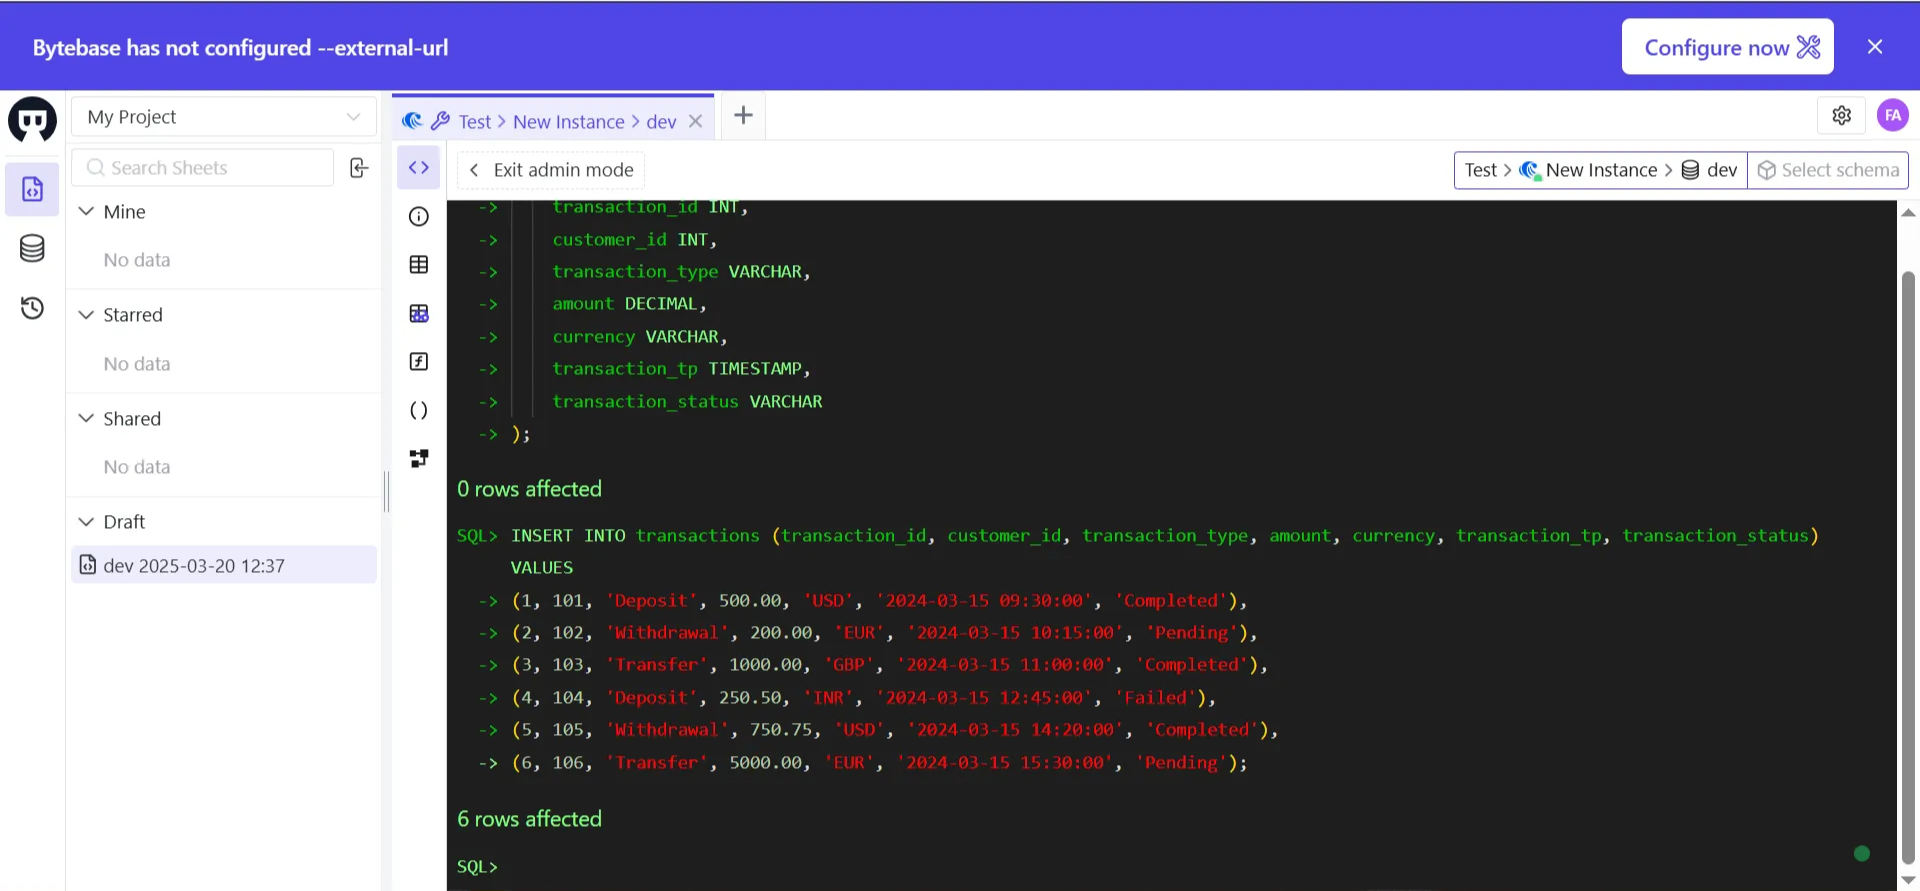 Bytebase has not configured --external-url
Configure now
My Project
Search Sheets
Mine
No data
Starred
No data
Shared
No data
Draft
dev 2025-03-20 12:37
Test > New Instance > dev
FA
Exit admin mode
Test > New Instance > dev
Select schema
-> transaction_id INT,
-> customer_id INT,
-> transaction_type VARCHAR,
-> amount DECIMAL,
-> currency VARCHAR,
-> transaction_tp TIMESTAMP,
-> transaction_status VARCHAR
-> );
0 rows affected
SQL> INSERT INTO transactions (transaction_id, customer_id, transaction_type, amount, currency, transaction_tp, transaction_status)
VALUES
-> (1, 101, 'Deposit', 500.00, 'USD', '2024-03-15 09:30:00', 'Completed'),
-> (2, 102, 'Withdrawal', 200.00, 'EUR', '2024-03-15 10:15:00', 'Pending'),
-> (3, 103, 'Transfer', 1000.00, 'GBP', '2024-03-15 11:00:00', 'Completed'),
-> (4, 104, 'Deposit', 250.50, 'INR', '2024-03-15 12:45:00', 'Failed'),
-> (5, 105, 'Withdrawal', 750.75, 'USD', '2024-03-15 14:20:00', 'Completed'),
-> (6, 106, 'Transfer', 5000.00, 'EUR', '2024-03-15 15:30:00', 'Pending');
6 rows affected
SQL>